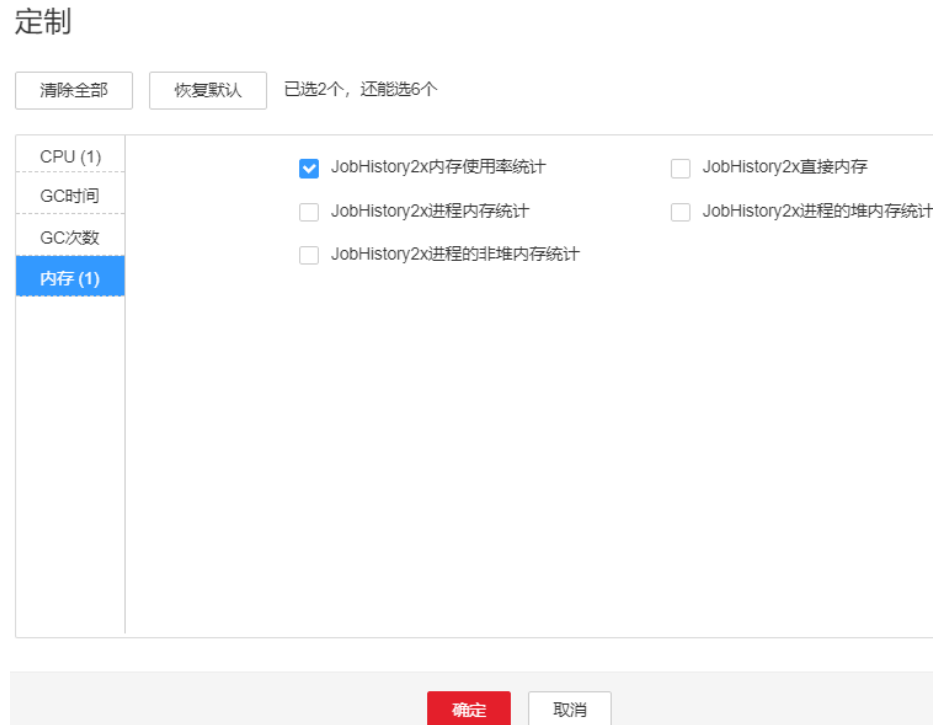 定制
清除全部 恢复默认 已选2个，还能选6个
CPU (1)
GC时间
GC次数
内存 (1)
JobHistory2x内存使用率统计 JobHistory2x直接内存
JobHistory2x进程内存统计 JobHistory2x进程的堆内存统计
JobHistory2x进程的非堆内存统计
确定 取消